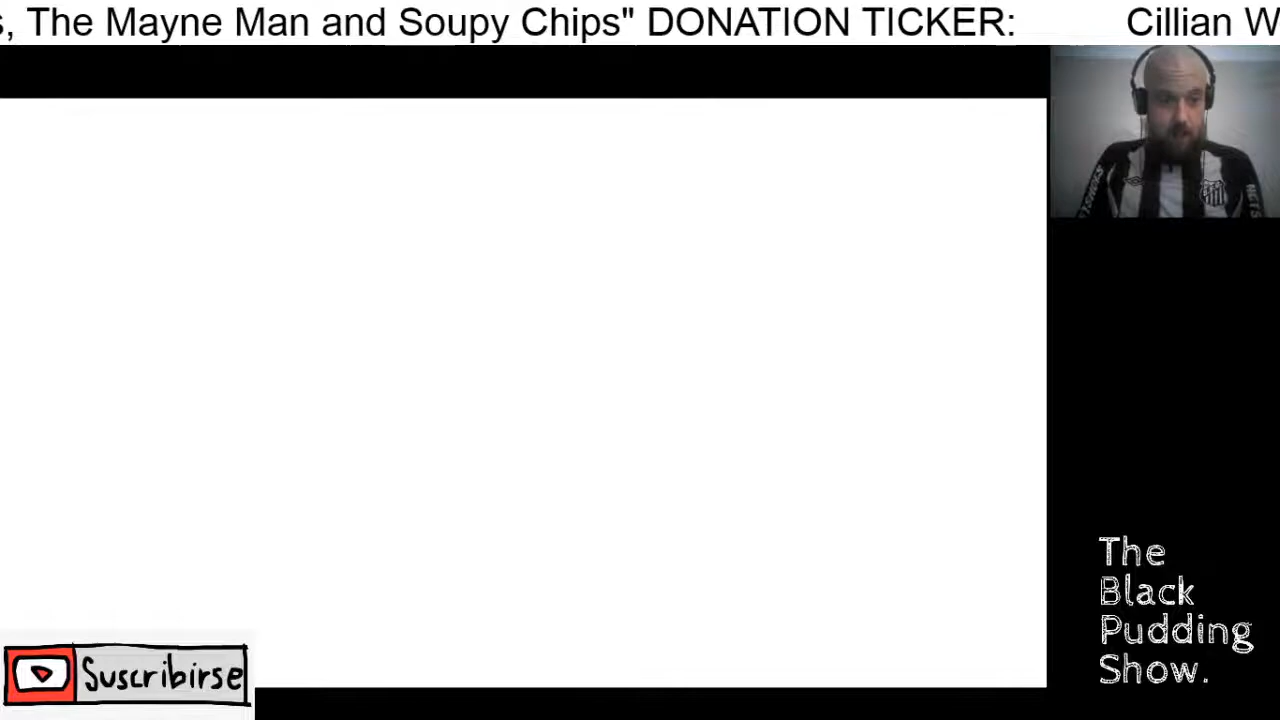 , The Mayne Man and Soupy Chips" DONATION TICKER: Cillian W
The
Black
Pudding
Show.
Suscribirse